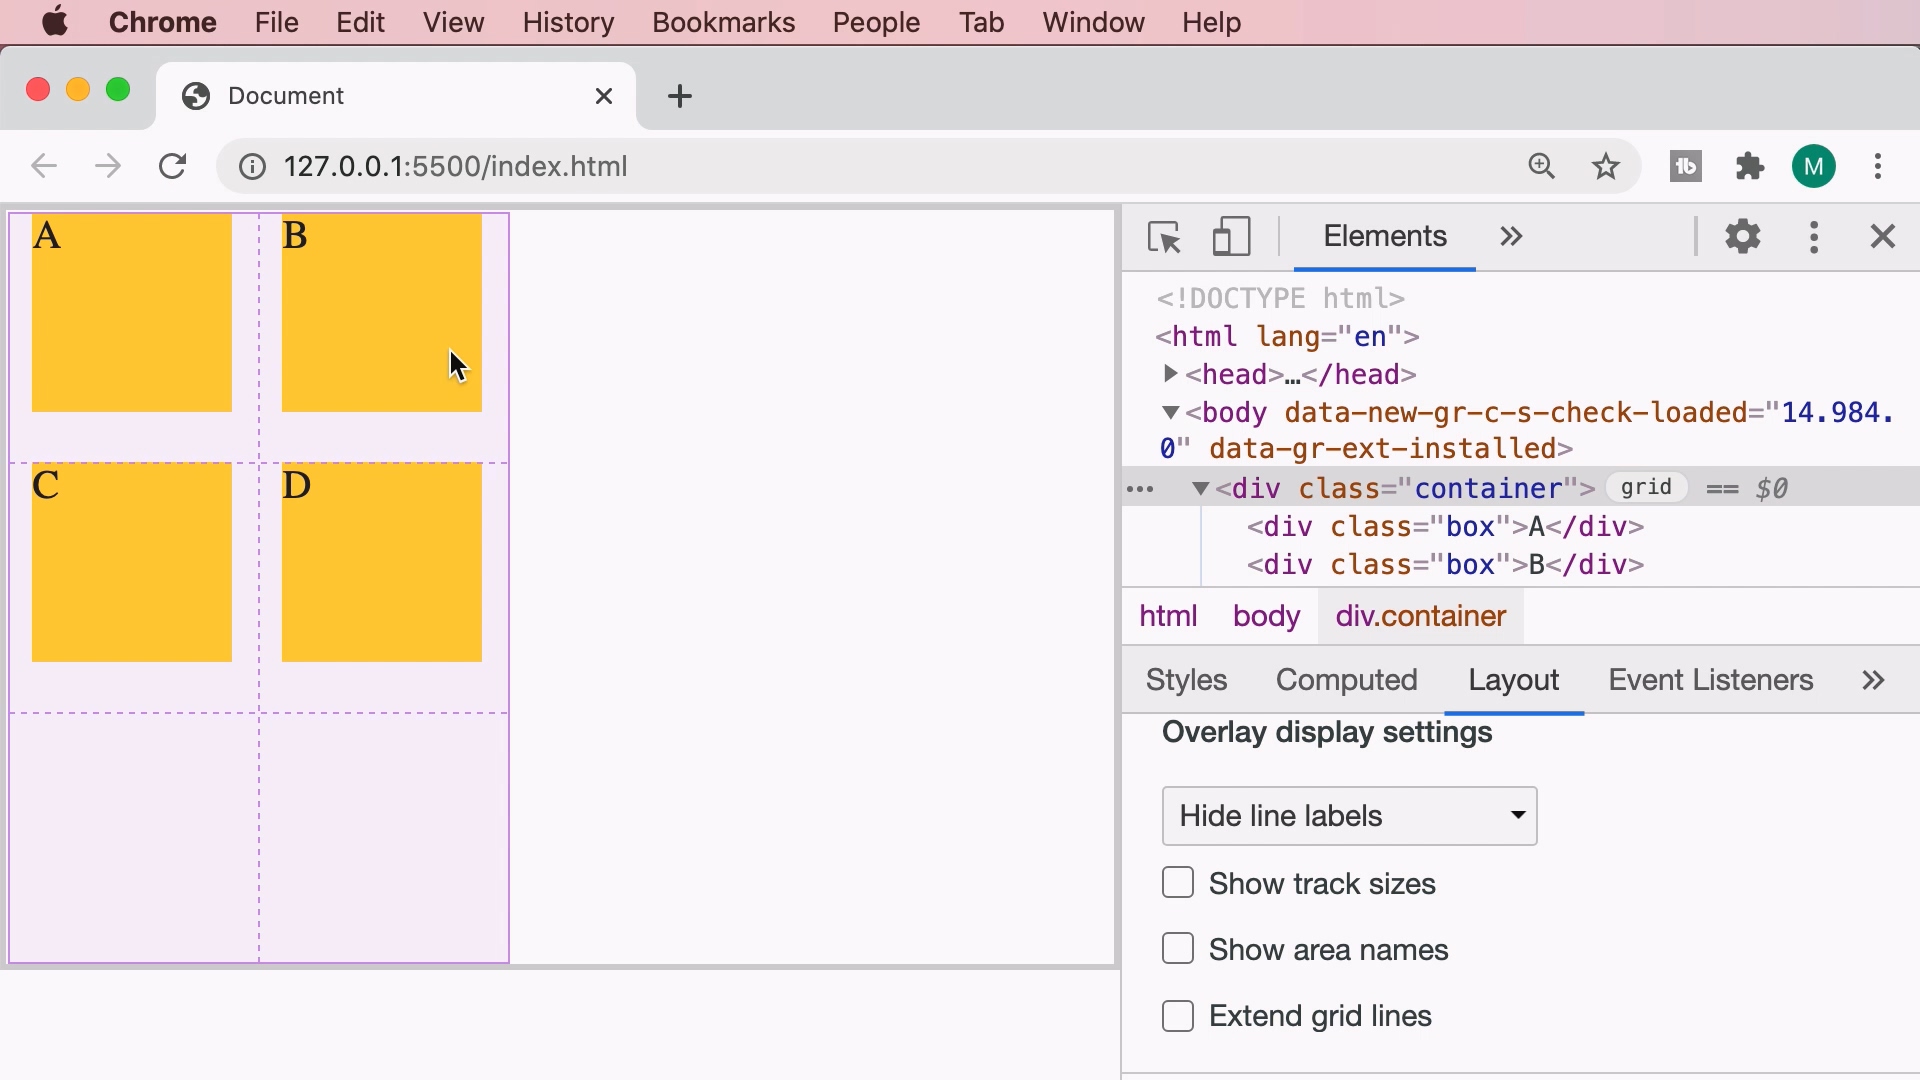 Chrome File Edit View History Bookmarks People Tab Window Help
Document
127.0.0.1:5500/index.html
M
A B
C D
Elements
<!DOCTYPE html>
<html lang="en">
<head>…</head>
<body data-new-gr-c-s-check-loaded="14.984.
0" data-gr-ext-installed>
<div class="container"> grid == $0
<div class="box">A</div>
<div class="box">B</div>
html body div.container
Styles Computed Layout Event Listeners
Overlay display settings
Hide line labels
Show track sizes
Show area names
Extend grid lines